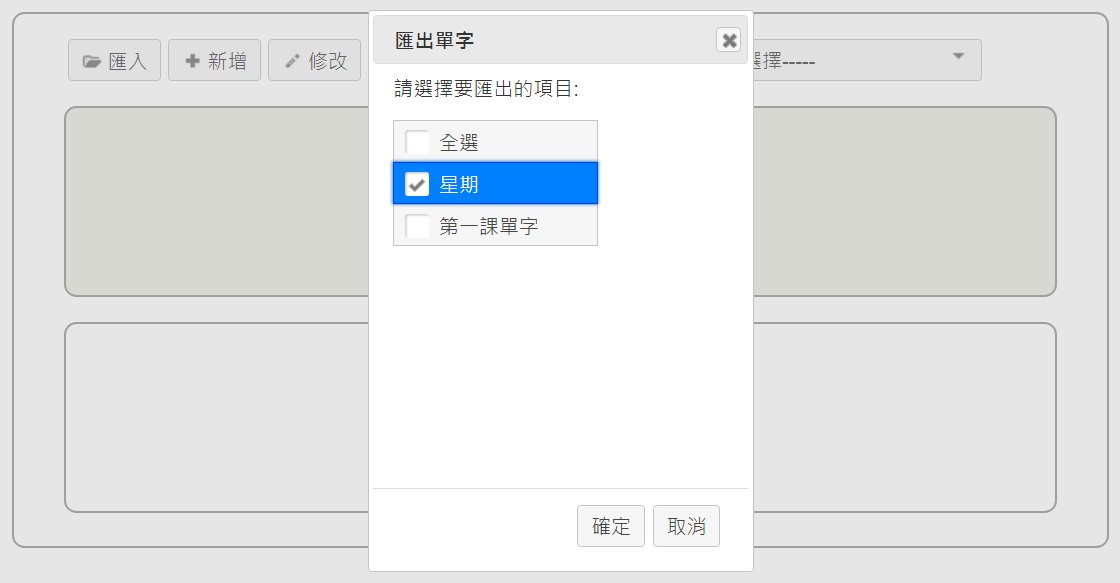 匯出單字
匯入
新增
修改
選擇-----
請選擇要匯出的項目:
全選
星期
第一課單字
確定
取消